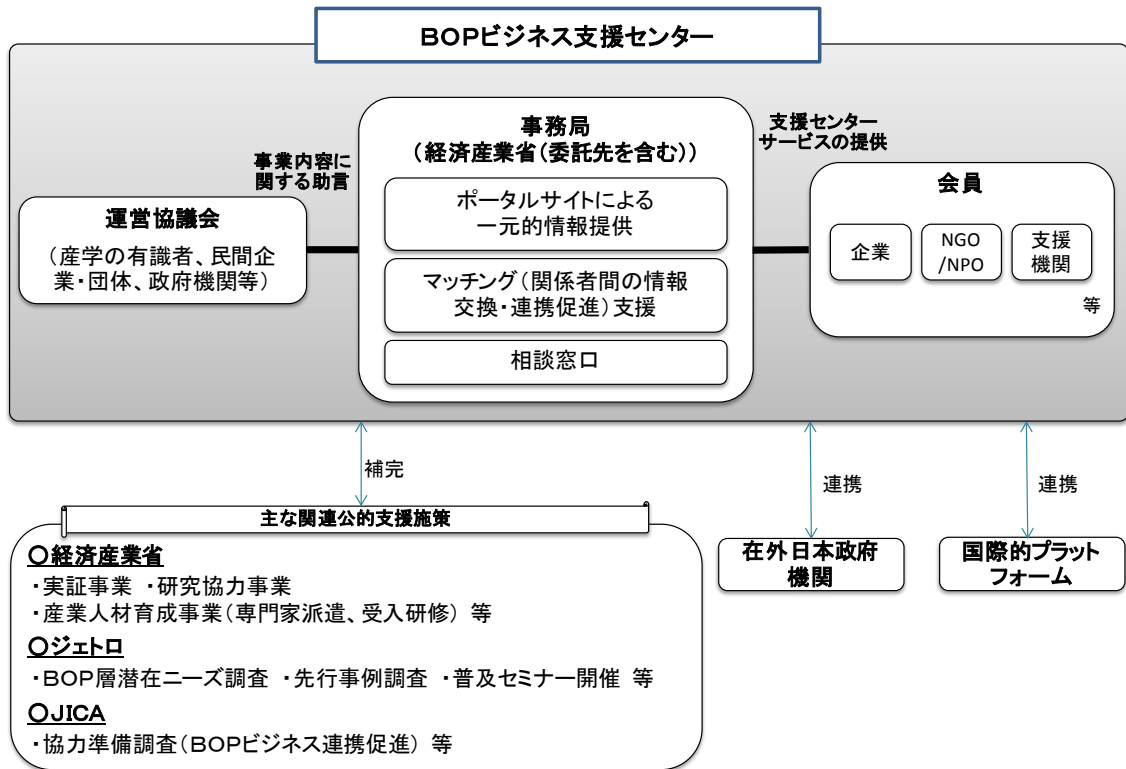 BOPビジネス支援センター
事業内容に
関する助言
運営協議会
(産学の有識者、民間企
業・団体、政府機関等)
事務局
(経済産業省(委託先を含む))
ポータルサイトによる
一元的情報提供
マッチング(関係者間の情報
交換・連携促進)支援
相談窓口
支援センター
サービスの提供
会員
企業
NGO
/NPO
支援
機関
等
補完
連携
連携
主な関連公的支援施策
○経済産業省
・実証事業 ・研究協力事業
・産業人材育成事業(専門家派遣、受入研修) 等
○ジェトロ
・BOP層潜在ニーズ調査 ・先行事例調査 ・普及セミナー開催 等
○JICA
・協力準備調査(BOPビジネス連携促進) 等
在外日本政府
機関
国際的プラット
フォーム